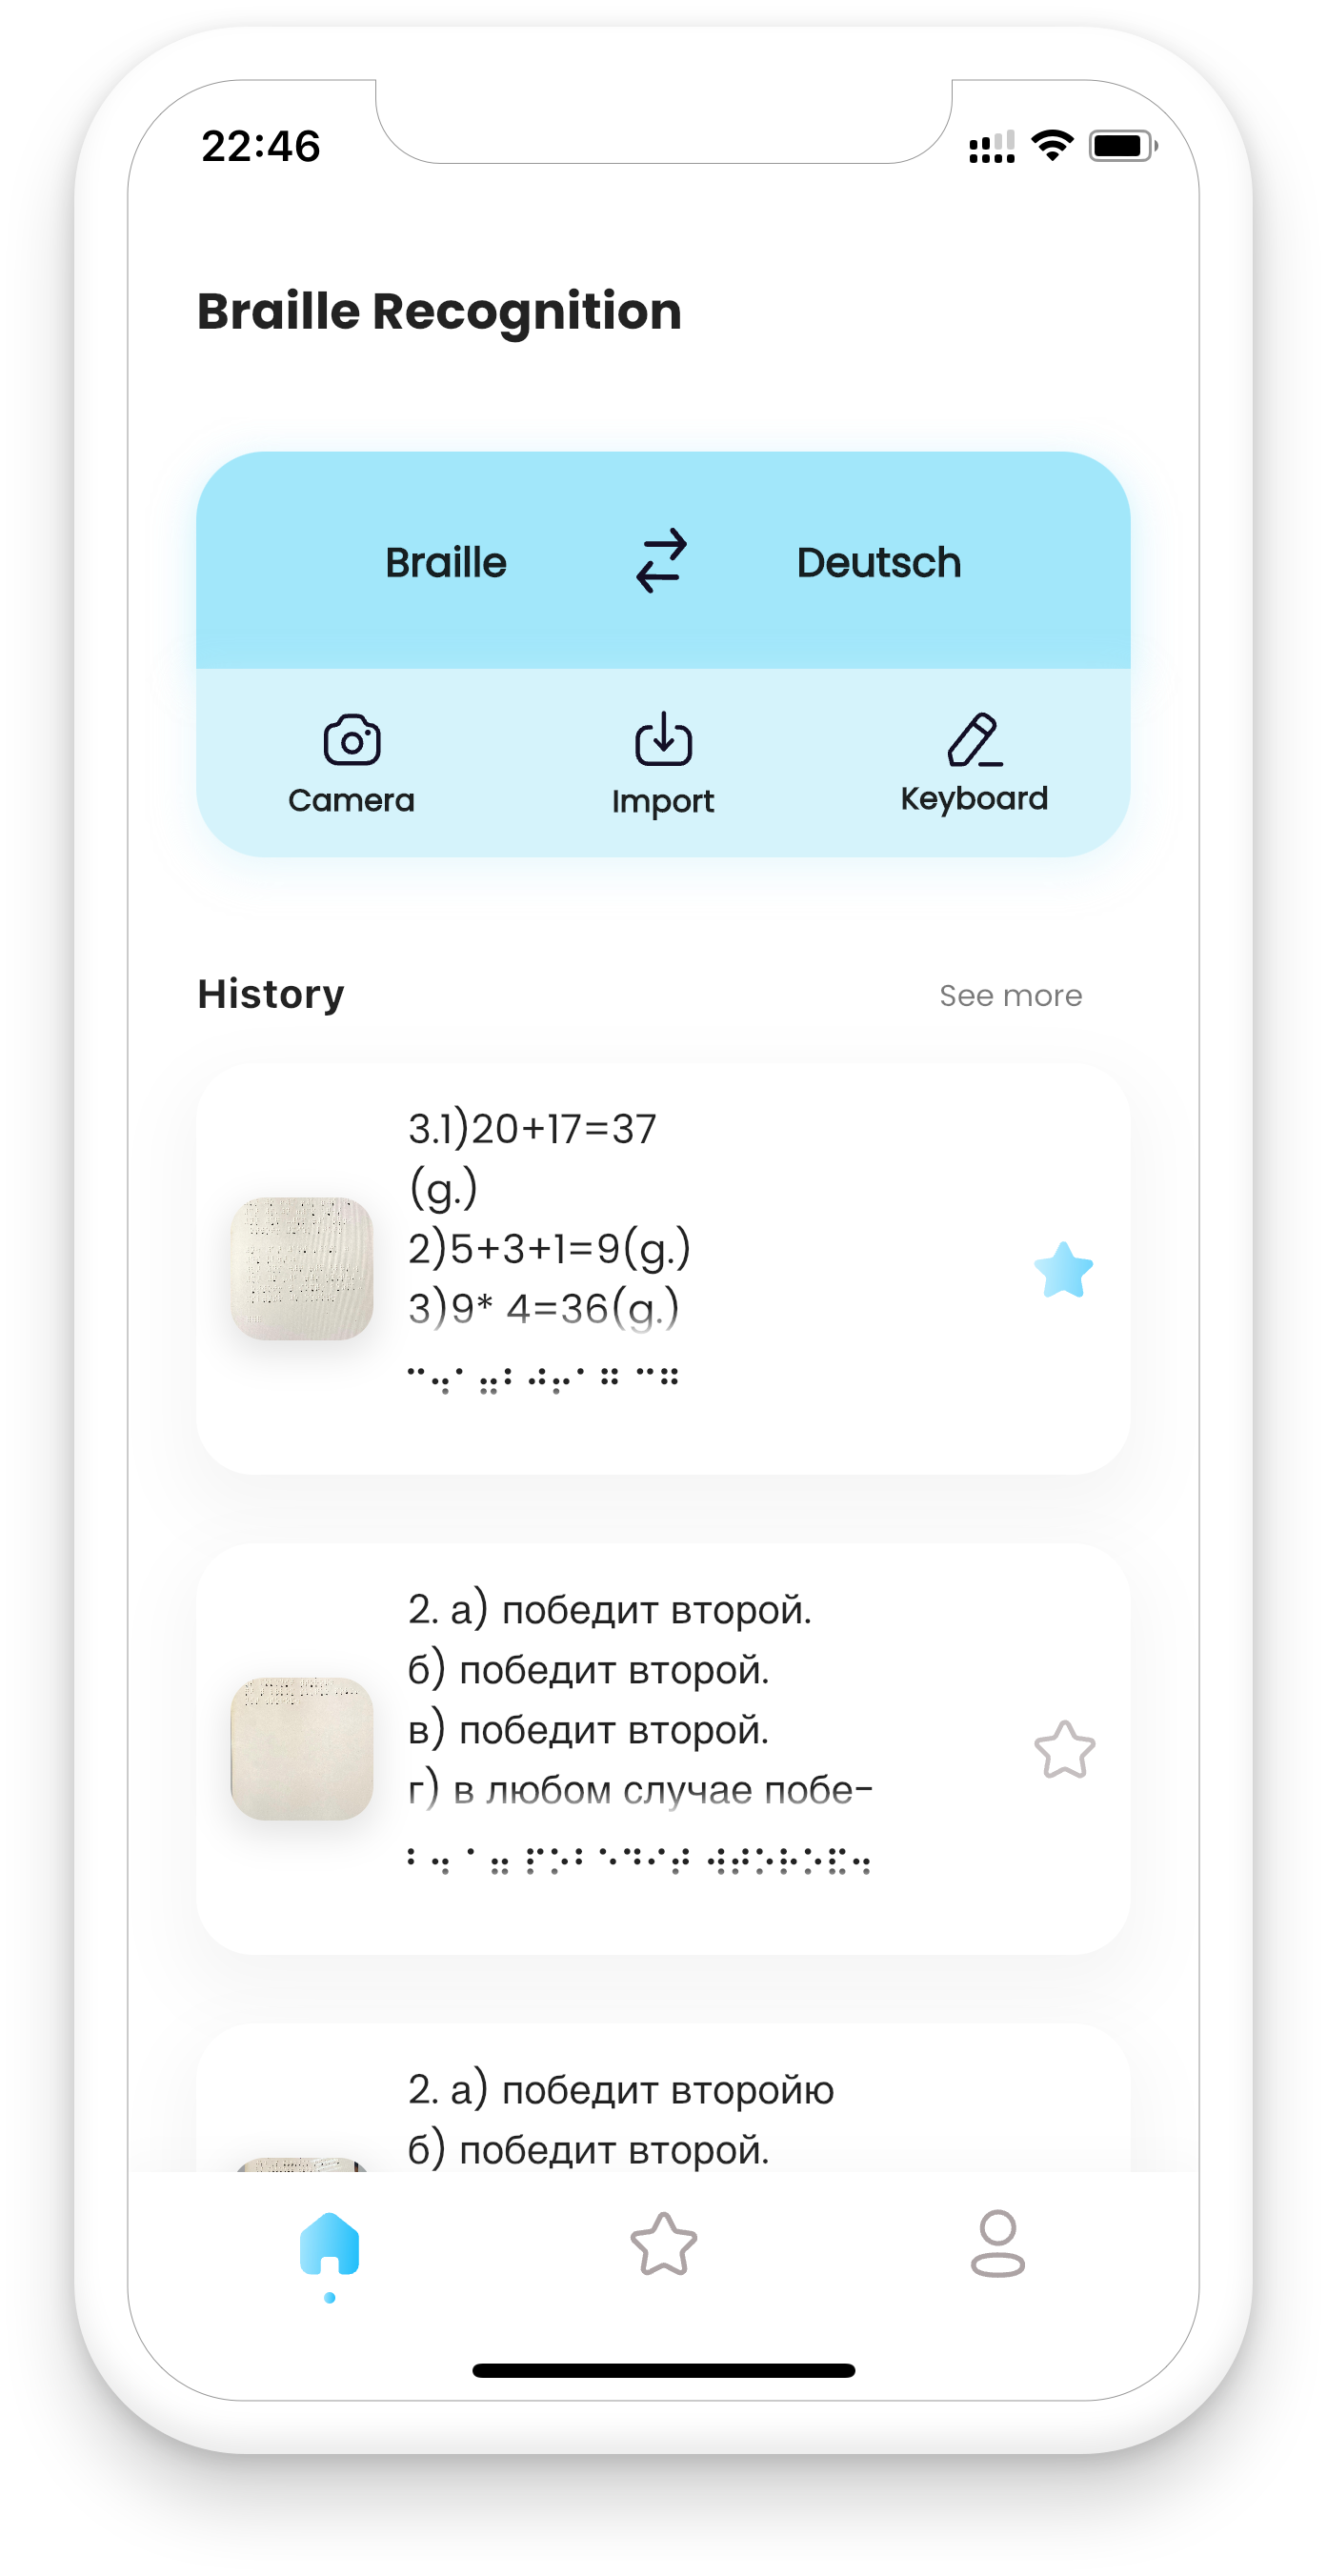 22:46
Braille Recognition
Braille
Deutsch
Camera
Import
Keyboard
History
See more
3.1)20+17=37
(g.)
2)5+3+1=9(g.)
3)9* 4=36(g.)
2. а) победит второй.
б) победит второй.
в) победит второй.
г) в любом случае побе-
2. а) победит второйю
б) победит второй.